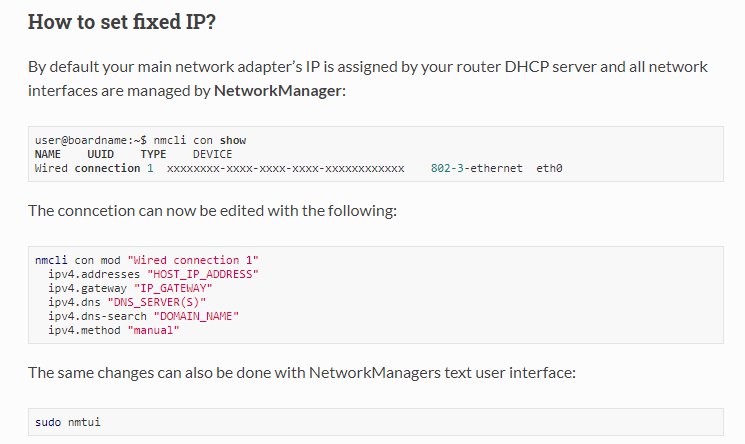 How to set fixed IP?
By default your main network adapter’s IP is assigned by your router DHCP server and all network
interfaces are managed by NetworkManager:
user@boardname:~$ nmcli con show
NAME    UUID    TYPE    DEVICE
Wired connection 1  xxxxxxxx-xxxx-xxxx-xxxx-xxxxxxxxxxxx    802-3-ethernet  eth0
The conncetion can now be edited with the following:
nmcli con mod "Wired connection 1"
  ipv4.addresses "HOST_IP_ADDRESS"
  ipv4.gateway "IP_GATEWAY"
  ipv4.dns "DNS_SERVER(S)"
  ipv4.dns-search "DOMAIN_NAME"
  ipv4.method "manual"
The same changes can also be done with NetworkManagers text user interface:
sudo nmtui